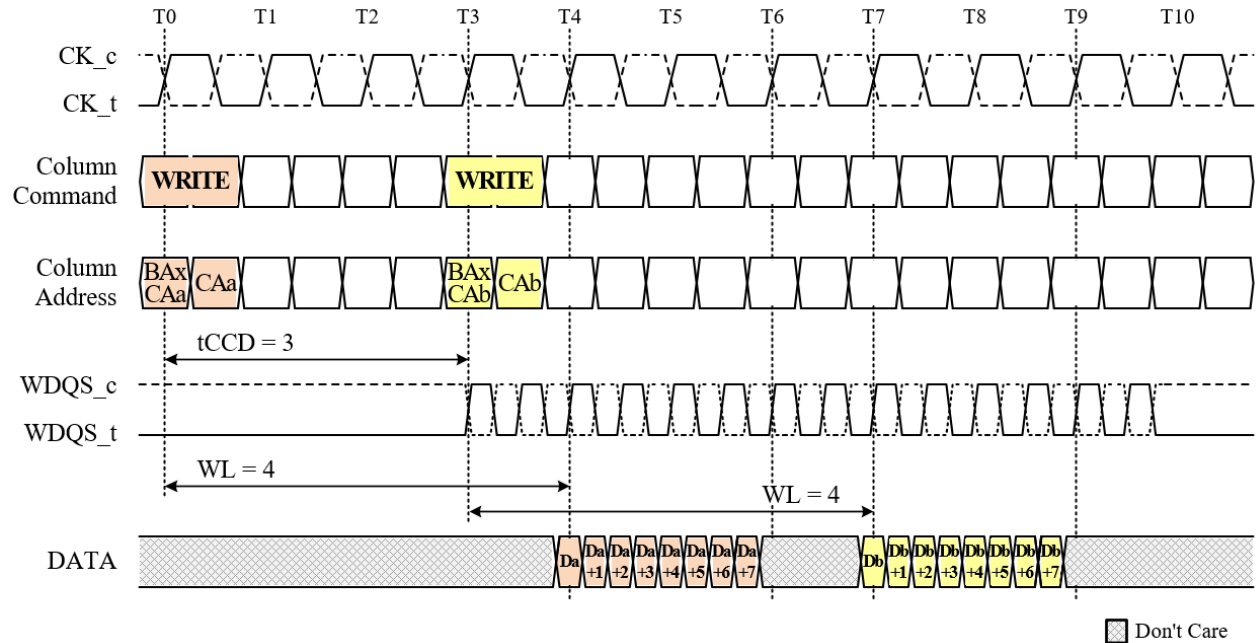 T0 T1 T2 T3 T4 T5 T6 T7 T8 T9 T10
CK_c
CK_t
Column
Command
WRITE WRITE
Column
Address
BAx
CAa
CAa
BAx
CAb
CAb
tCCD = 3
WDQS_c
WDQS_t
WL = 4
WL = 4
DATA
Da
Da
+1
Da
+2
Da
+3
Da
+4
Da
+5
Da
+6
Da
+7
Db
Db
+1
Db
+2
Db
+3
Db
+4
Db
+5
Db
+6
Db
+7
Don't Care